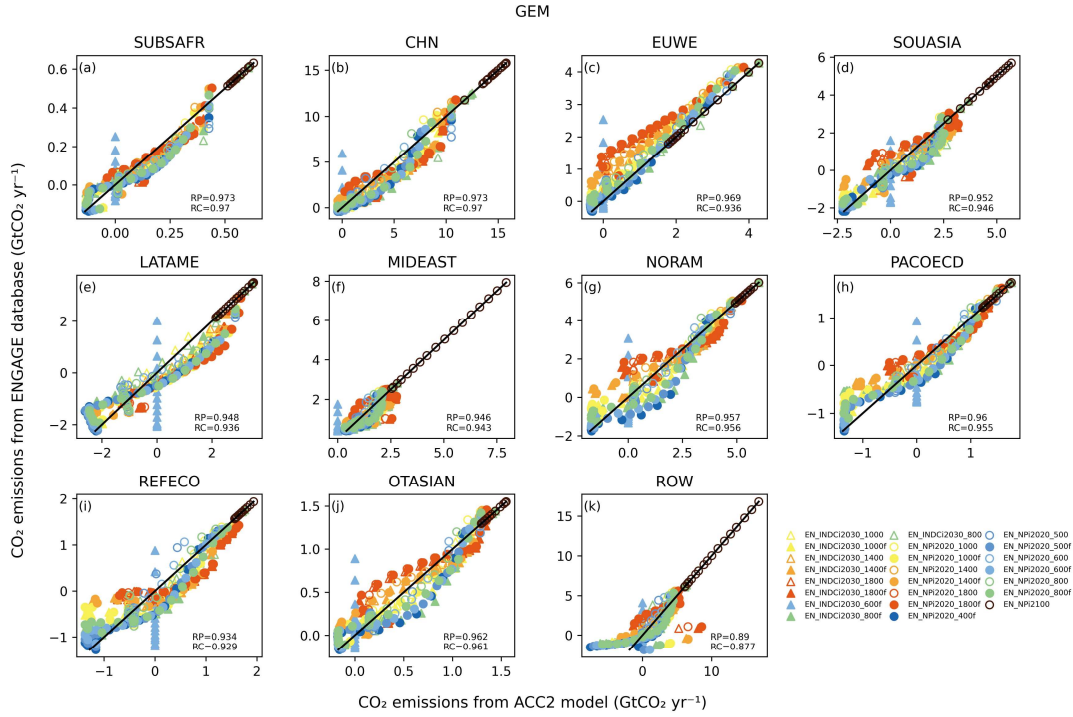 GEM
SUBSAFR
CHN
EUWE
SOUASIA
(a)
0.6
0.4
0.2
0.0
0.00
0.25
0.50
RP=0.973
RC=0.97
(b)
15
10
5
0
0
5
10
15
RP=0.973
RC=0.97
(c)
4
3
2
1
0
0
2
4
RP=0.969
RC=0.936
(d)
6
4
2
0
−2
−2.5
0.0
2.5
5.0
RP=0.952
RC=0.946
LATAME
MIDEAST
NORAM
PACOECD
(e)
2
0
−2
−2
0
2
RP=0.948
RC=0.936
(f)
8
6
4
2
0.0
2.5
5.0
7.5
RP=0.946
RC=0.943
(g)
6
4
2
0
−2
0.0
2.5
5.0
RP=0.957
RC=0.956
(h)
1
0
−1
−1
0
1
RP=0.96
RC=0.955
REFECO
OTASIAN
ROW
(i)
2
1
0
−1
−1
0
1
2
RP=0.934
RC=0.929
(j)
1.5
1.0
0.5
0.0
0.0
0.5
1.0
1.5
RP=0.962
RC=0.961
(k)
15
10
5
0
0
10
RP=0.89
RC=0.877
EN_INDCi2030_1000
EN_INDCi2030_1000f
EN_INDCi2030_1400
EN_INDCi2030_1400f
EN_INDCi2030_1800
EN_INDCi2030_1800f
EN_INDCi2030_600f
EN_INDCi2030_800f
EN_INDCi2030_800
EN_NPi2020_1000
EN_NPi2020_1000f
EN_NPi2020_1400
EN_NPi2020_1400f
EN_NPi2020_1800
EN_NPi2020_1800f
EN_NPi2020_400f
EN_NPi2020_500
EN_NPi2020_500f
EN_NPi2020_600
EN_NPi2020_600f
EN_NPi2020_800
EN_NPi2020_800f
EN_NPi2100
CO₂ emissions from ENGAGE database (GtCO₂ yr⁻¹)
CO₂ emissions from ACC2 model (GtCO₂ yr⁻¹)